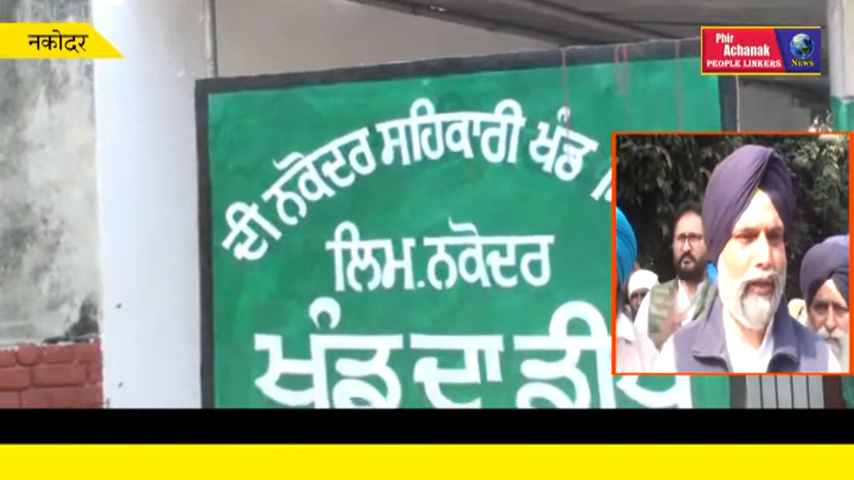 नकोदर
Phir
Achanak
PEOPLE LINKERS
NEWS
ਦੀ ਨਕੋਦਰ ਸਹਿਕਾਰੀ ਖੰਡ
ਲਿਮ.ਨਕੋਦਰ
ਖੰਡ ਦਾ